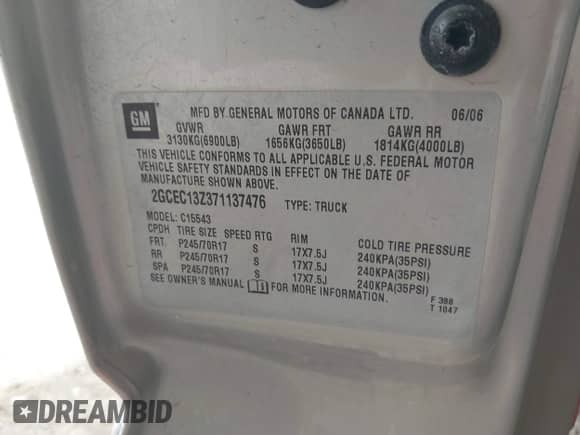 GM
MFD BY GENERAL MOTORS OF CANADA LTD. 06/06
GVWR GAWR FRT GAWR RR
3130KG(6900LB) 1656KG(3650LB) 1814KG(4000LB)
THIS VEHICLE CONFORMS TO ALL APPLICABLE U.S. FEDERAL MOTOR
VEHICLE SAFETY STANDARDS IN EFFECT ON THE DATE OF
MANUFACTURE SHOWN ABOVE.
2GCEC13Z371137476 TYPE: TRUCK
MODEL: C15543
CPDH TIRE SIZE SPEED RTG RIM COLD TIRE PRESSURE
FRT. P245/70R17 S 17X7.5J 240KPA(35PSI)
RR P245/70R17 S 17X7.5J 240KPA(35PSI)
SPA P245/70R17 S 17X7.5J 240KPA(35PSI)
SEE OWNER'S MANUAL FOR MORE INFORMATION. F 398
T 1047
DREAMBID